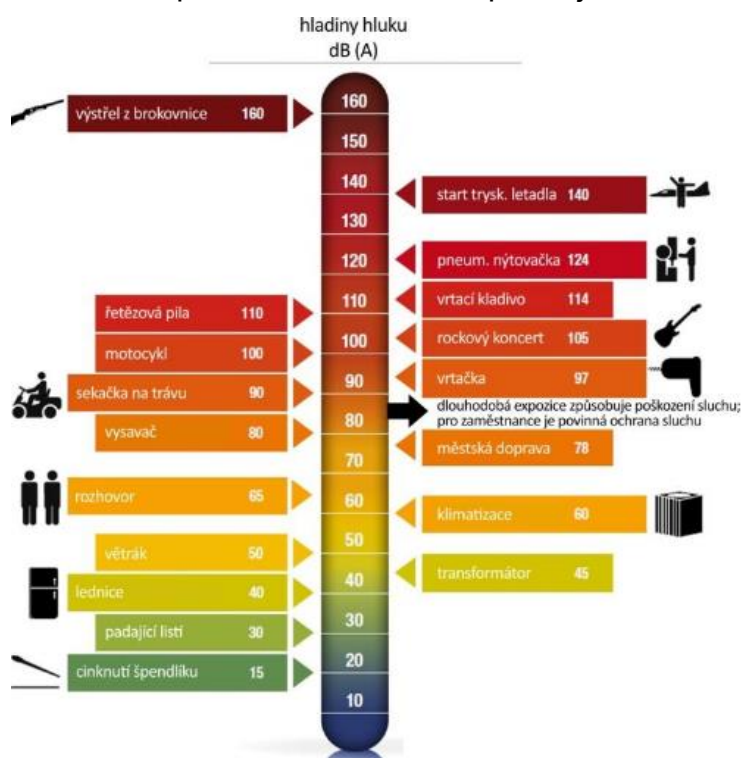 hladiny hluku
dB (A)
160
výstřel z brokovnice 160
150
140
start trysk. letadla 140
130
120
pneum. nýtovačka 124
110
vrtací kladivo 114
řetězová pila 110
100
rockový koncert 105
motocykl 100
90
vrtačka 97
sekačka na trávu 90
dlouhodobá expozice způsobuje poškození sluchu;
pro zaměstnance je povinná ochrana sluchu
80
vysavač 80
městská doprava 78
70
rozhovor 65
60
klimatizace 60
50
větrák 50
40
transformátor 45
lednice 40
30
padající listí 30
20
cinknutí špendlíku 15
10